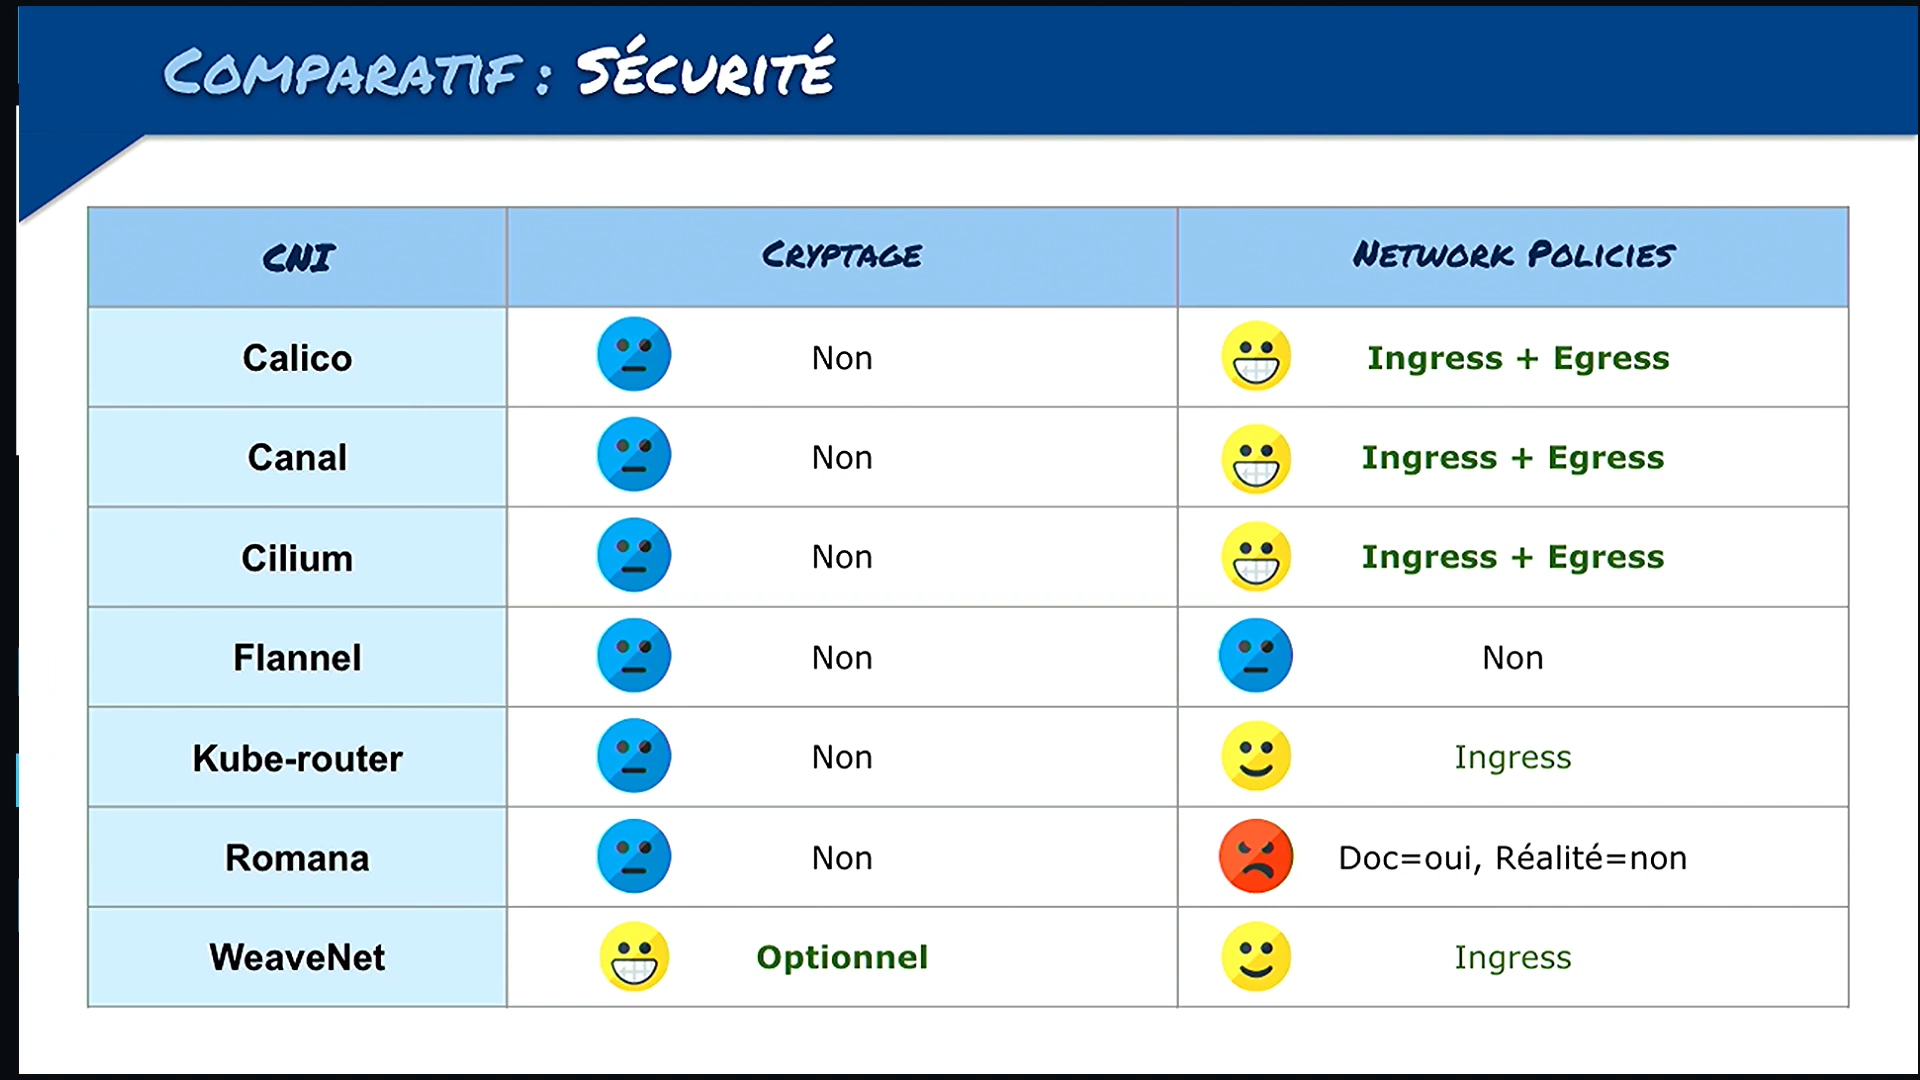 Comparatif : Sécurité
CNI Cryptage Network Policies
Calico Non Ingress + Egress
Canal Non Ingress + Egress
Cilium Non Ingress + Egress
Flannel Non Non
Kube-router Non Ingress
Romana Non Doc=oui, Réalité=non
WeaveNet Optionnel Ingress